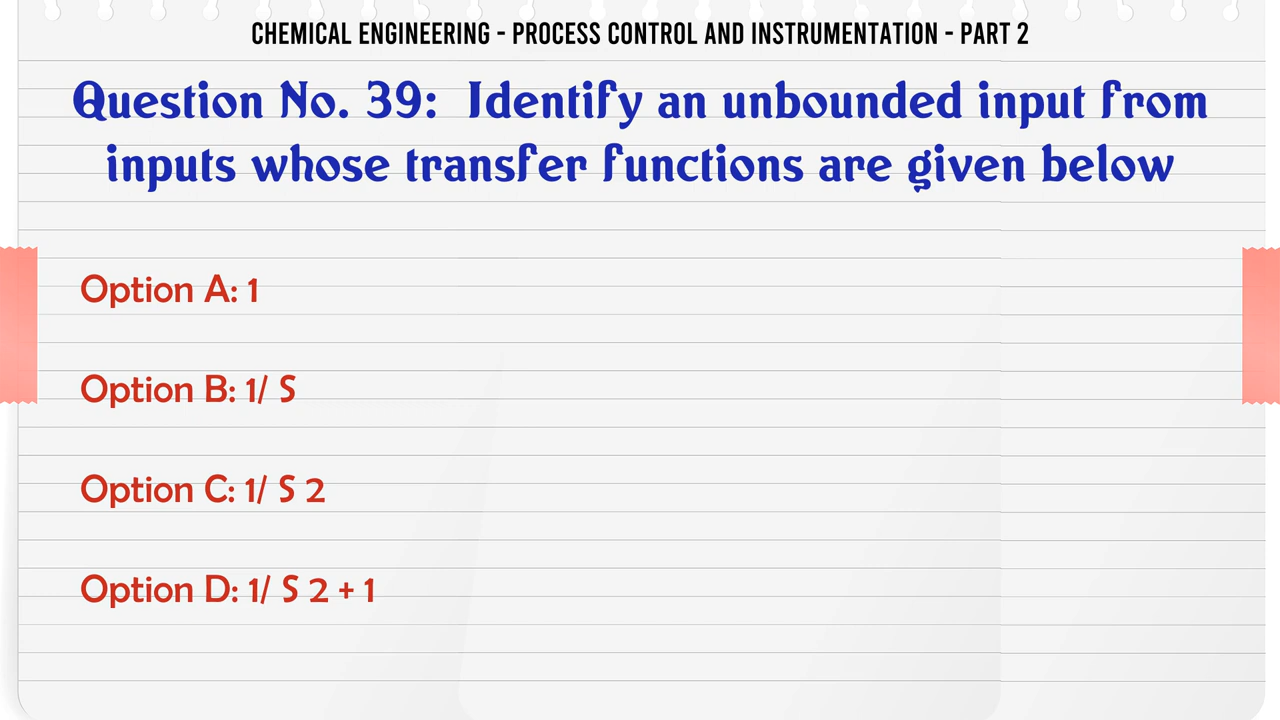 CHEMICAL ENGINEERING - PROCESS CONTROL AND INSTRUMENTATION - PART 2
Question No. 39: Identify an unbounded input from
inputs whose transfer functions are given below
Option A: 1
Option B: 1/ S
Option C: 1/ S 2
Option D: 1/ S 2 + 1